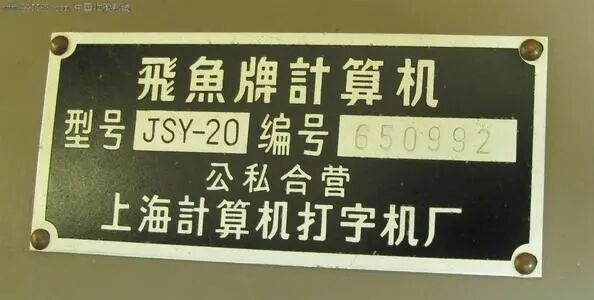 飛魚牌計算机
型号 JSY-20 编号 650992
公私合营
上海計算机打字机厂